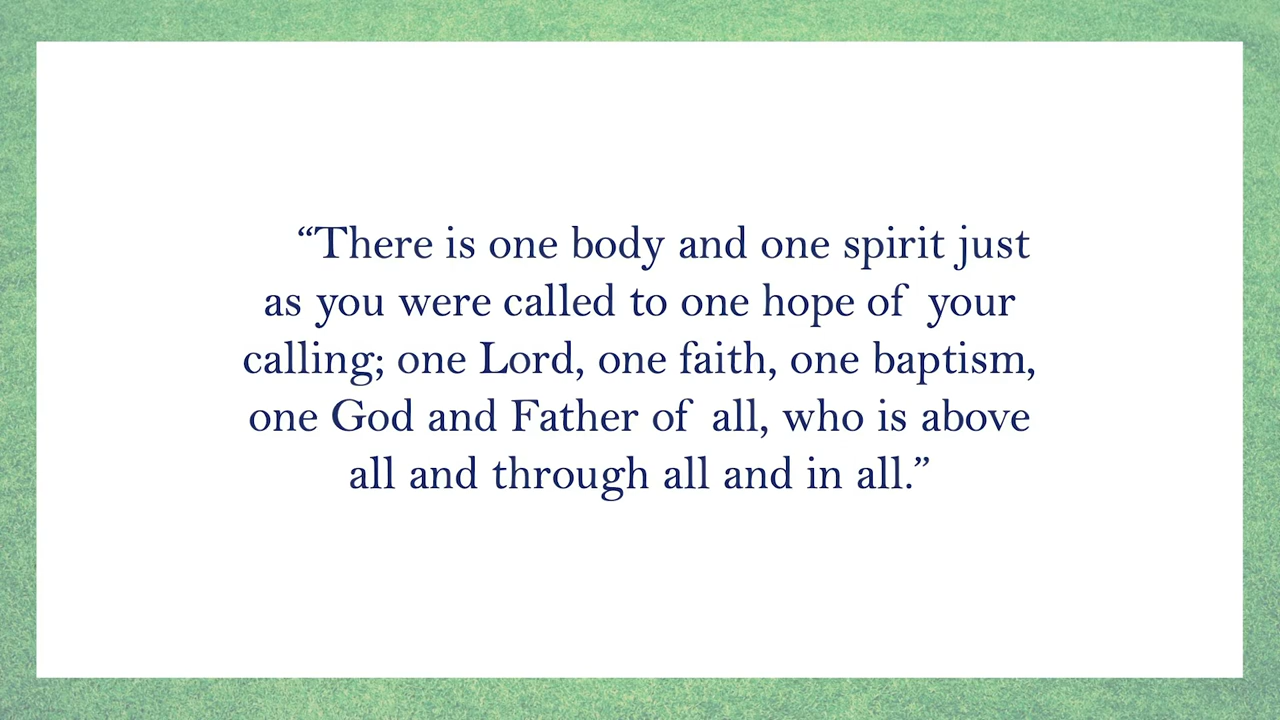 “There is one body and one spirit just
as you were called to one hope of your
calling; one Lord, one faith, one baptism,
one God and Father of all, who is above
all and through all and in all.”